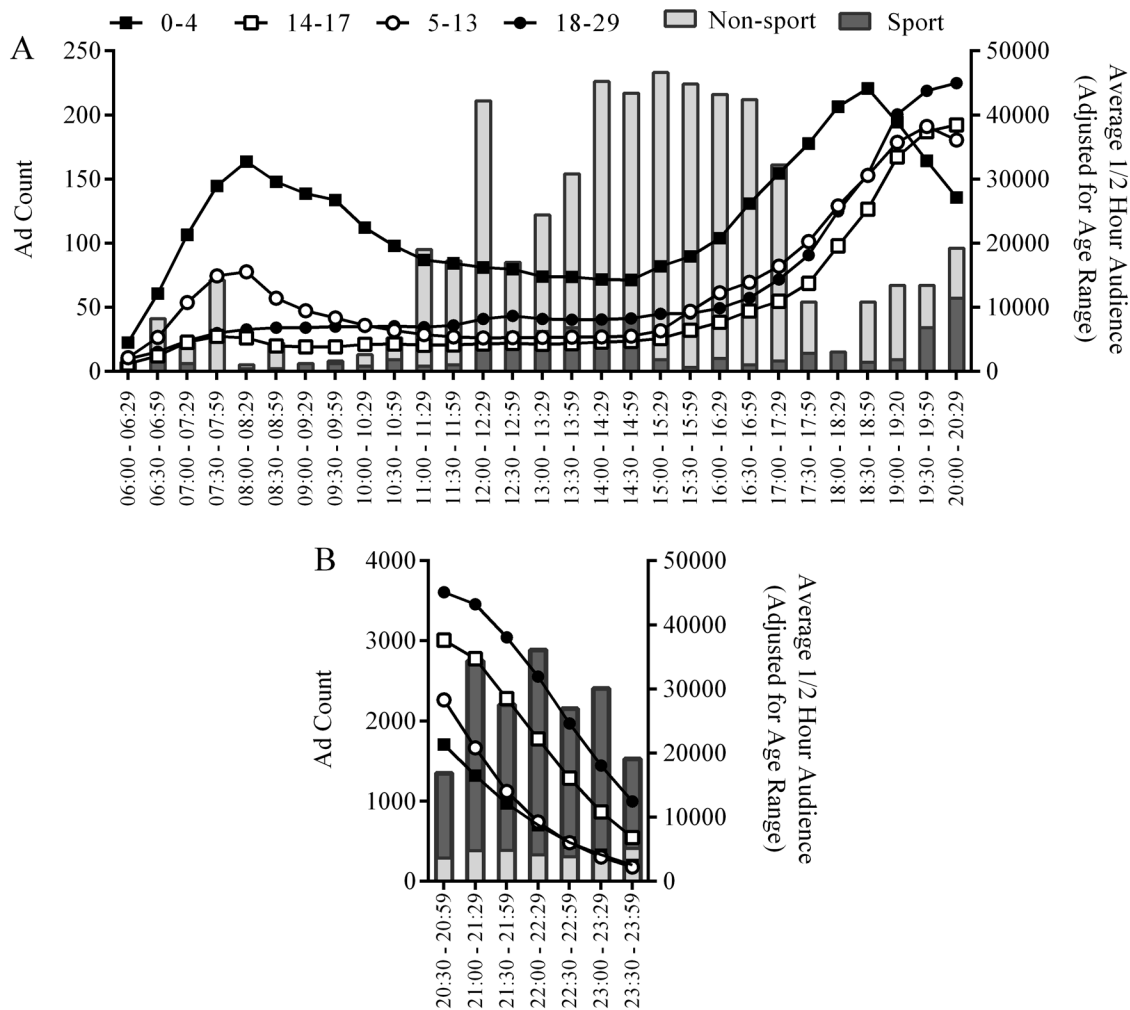 0-4 14-17 5-13 18-29 Non-sport Sport
A
250
200
150
100
50
0
Ad Count
50000
40000
30000
20000
10000
0
Average 1/2 Hour Audience
(Adjusted for Age Range)
06:00 - 06:29
06:30 - 06:59
07:00 - 07:29
07:30 - 07:59
08:00 - 08:29
08:30 - 08:59
09:00 - 09:29
09:30 - 09:59
10:00 - 10:29
10:30 - 10:59
11:00 - 11:29
11:30 - 11:59
12:00 - 12:29
12:30 - 12:59
13:00 - 13:29
13:30 - 13:59
14:00 - 14:29
14:30 - 14:59
15:00 - 15:29
15:30 - 15:59
16:00 - 16:29
16:30 - 16:59
17:00 - 17:29
17:30 - 17:59
18:00 - 18:29
18:30 - 18:59
19:00 - 19:20
19:30 - 19:59
20:00 - 20:29
B
4000
3000
2000
1000
0
Ad Count
50000
40000
30000
20000
10000
0
Average 1/2 Hour Audience
(Adjusted for Age Range)
20:30 - 20:59
21:00 - 21:29
21:30 - 21:59
22:00 - 22:29
22:30 - 22:59
23:00 - 23:29
23:30 - 23:59